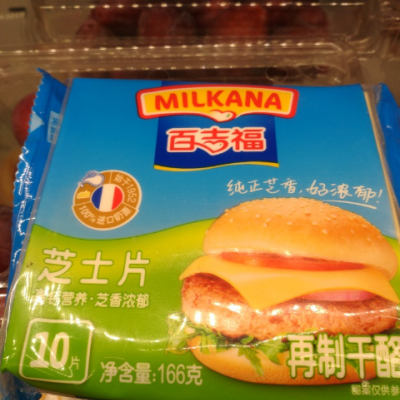 MILKANA
百吉福
纯正芝香,好浓郁!
芝士片
营养·芝香浓郁
10片
净含量:166克
再制干酪